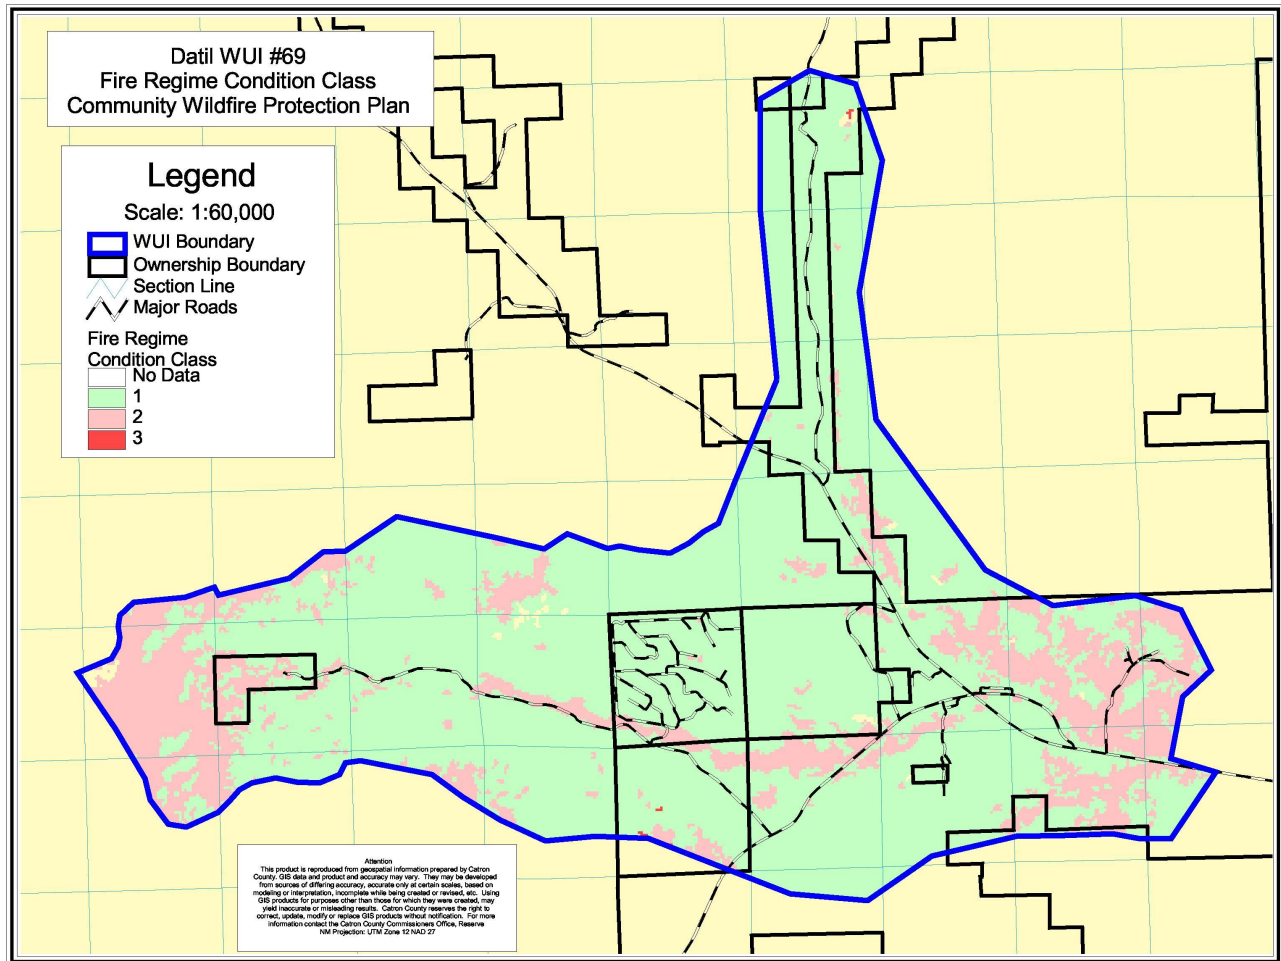 Datil WUI #69
Fire Regime Condition Class
Community Wildfire Protection Plan
Legend
Scale: 1:60,000
WUI Boundary
Ownership Boundary
Section Line
Major Roads
Fire Regime
Condition Class
No Data
1
2
3
Attention
This product is reproduced from geospatial information prepared by Catron
County. GIS data and product and accuracy may vary. They may be developed
from sources of differing accuracy, accurate only at certain scales, based on
modeling or interpretation, incomplete while being created or revised, etc. Using
GIS products for purposes other than those for which they were created, may
yield inaccurate or misleading results. Catron County reserves the right to
correct, update, modify or replace GIS products without notification. For more
information contact the Catron County Commissioners Office, Reserve
NM Projection: UTM Zone 12 NAD 27